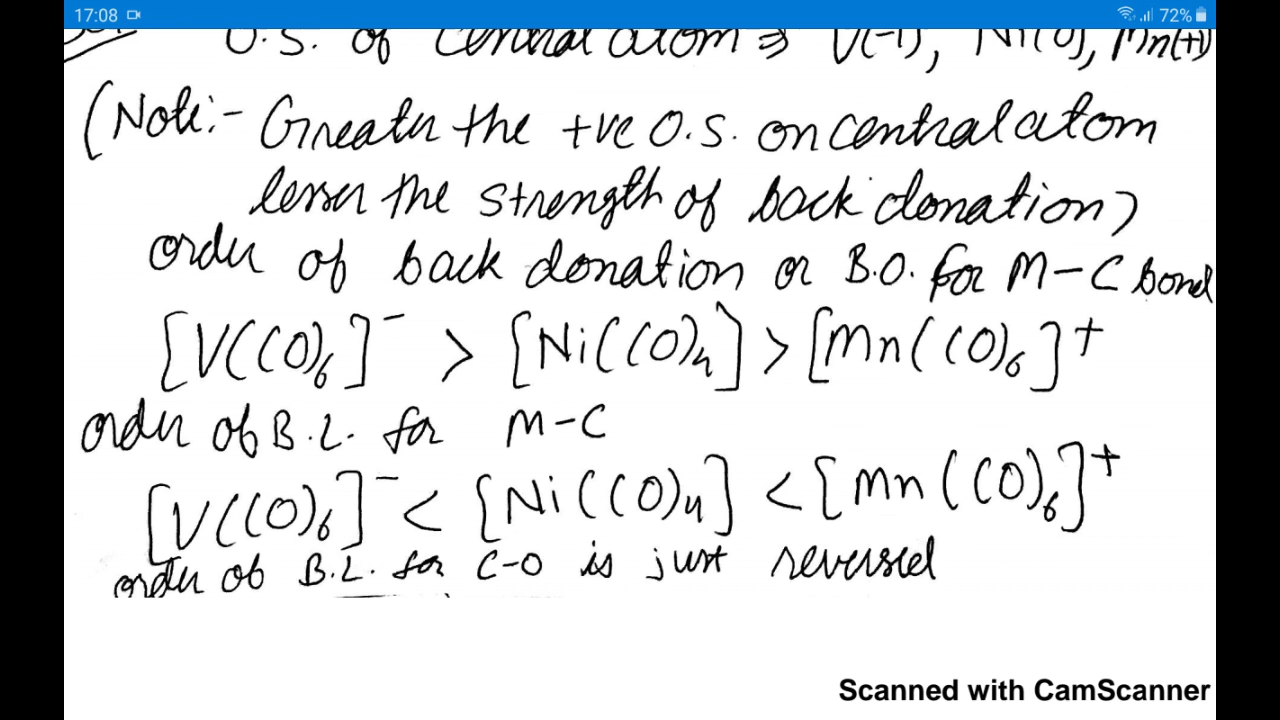 17:08 72%
O.S. of central atom ⇒ V(-1), Ni(0), Mn(+1)
(Note:- Greater the +ve O.S. on central atom
lesser the strength of back donation)
order of back donation or B.O. for M-C bond
[V(CO)₆]⁻ > [Ni(CO)₄] > [Mn(CO)₆]⁺
order of B.L. for M-C
[V(CO)₆]⁻ < [Ni(CO)₄] < [Mn(CO)₆]⁺
order of B.L. for C-O is just reversed
Scanned with CamScanner